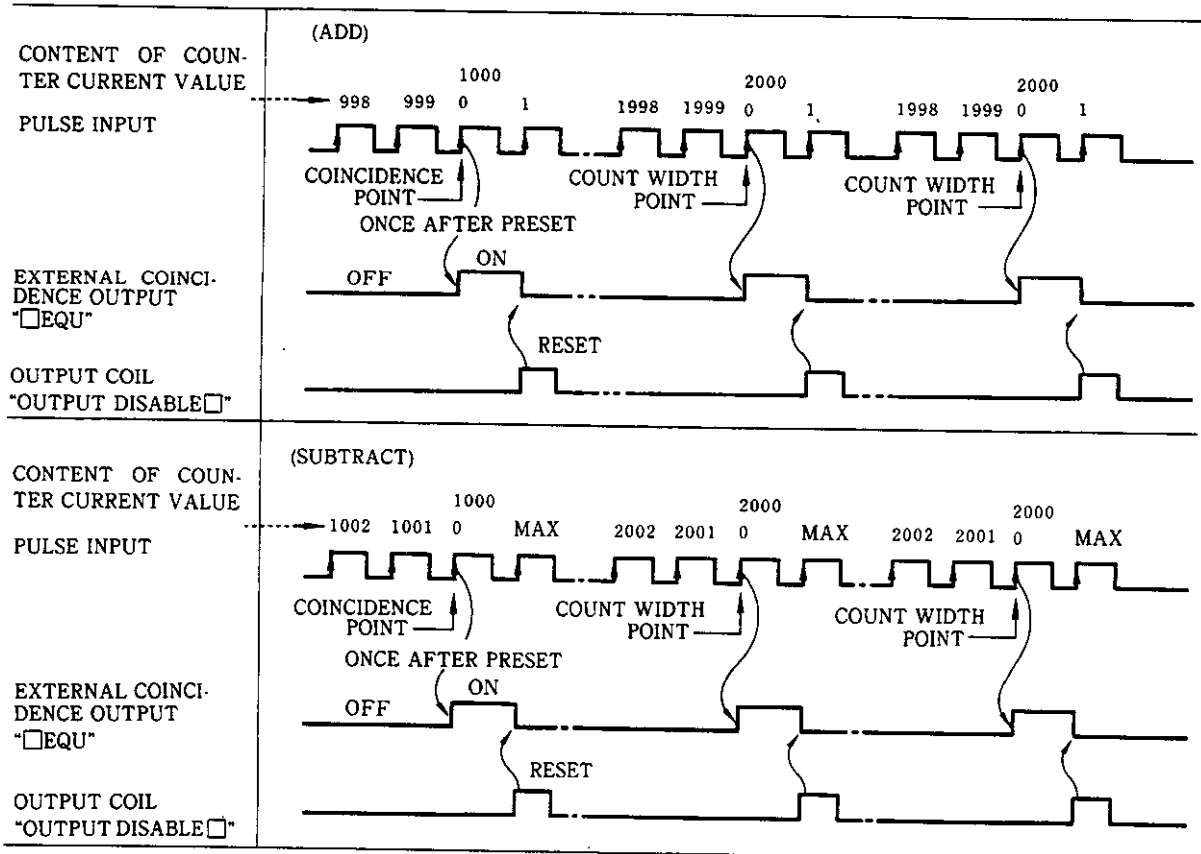 (ADD)
CONTENT OF COUN-
TER CURRENT VALUE
1000 2000 2000
998 999 0 1 1998 1999 0 1 1998 1999 0 1
PULSE INPUT
COINCIDENCE POINT
COUNT WIDTH POINT
COUNT WIDTH POINT
ONCE AFTER PRESET
EXTERNAL COINCI-
DENCE OUTPUT
"□EQU"
OFF ON
RESET
OUTPUT COIL
"OUTPUT DISABLE□"
(SUBTRACT)
CONTENT OF COUN-
TER CURRENT VALUE
1000 2000 2000
1002 1001 0 MAX 2002 2001 0 MAX 2002 2001 0 MAX
PULSE INPUT
COINCIDENCE POINT
COUNT WIDTH POINT
COUNT WIDTH POINT
ONCE AFTER PRESET
EXTERNAL COINCI-
DENCE OUTPUT
"□EQU"
OFF ON
RESET
OUTPUT COIL
"OUTPUT DISABLE□"